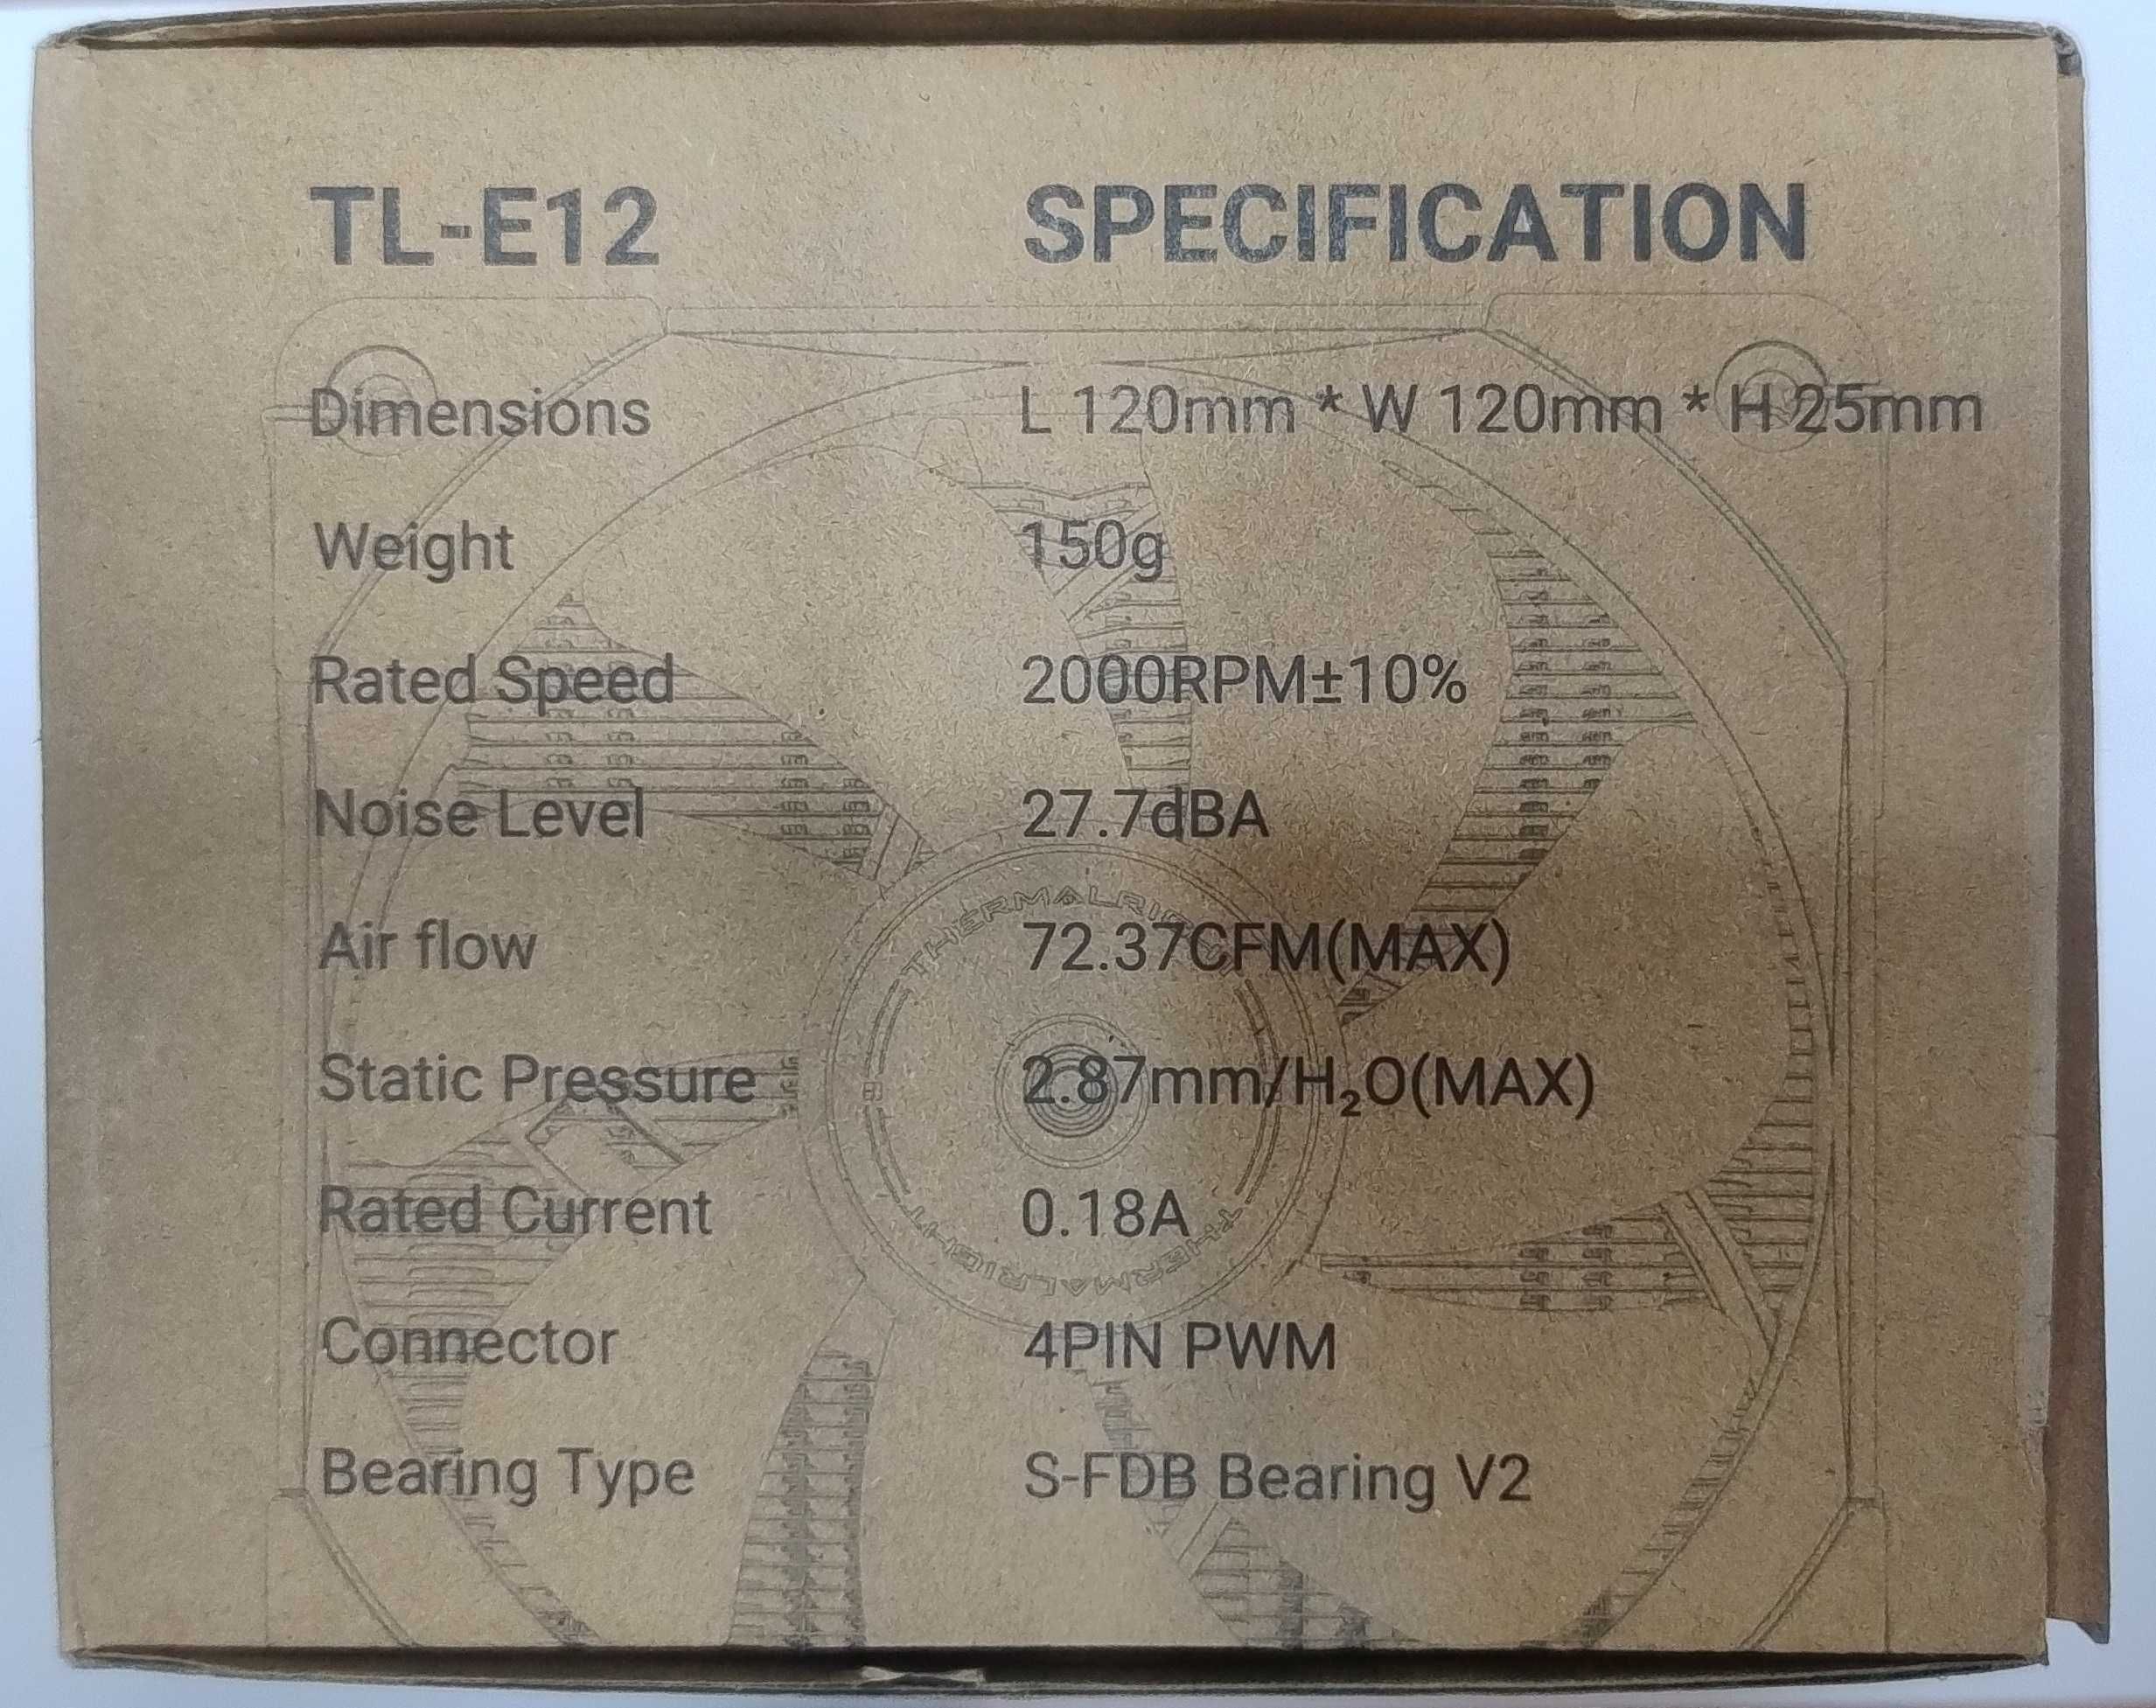 TL-E12 SPECIFICATION
Dimensions L 120mm * W 120mm * H 25mm
Weight 150g
Rated Speed 2000RPM±10%
Noise Level 27.7dBA
Air flow 72.37CFM(MAX)
THERMALRIGHT
Static Pressure 2.87mm/H₂O(MAX)
Rated Current 0.18A
THERMALRIGHT
Connector 4PIN PWM
Bearing Type S-FDB Bearing V2